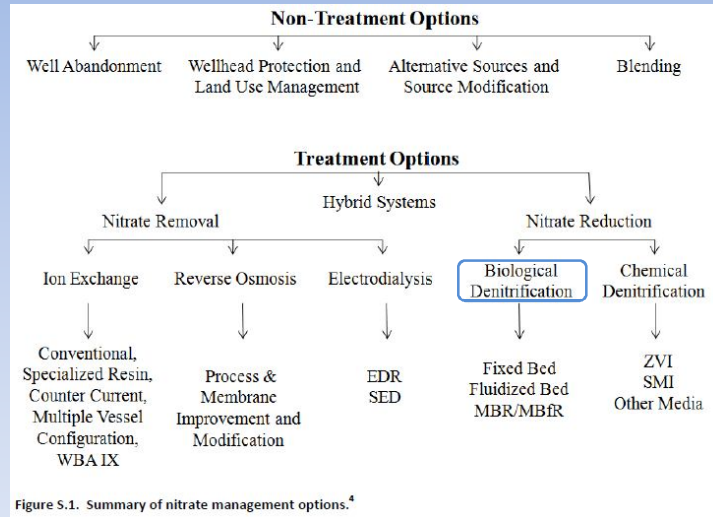 Non-Treatment Options
Well Abandonment
Wellhead Protection and
Land Use Management
Alternative Sources and
Source Modification
Blending
Treatment Options
Nitrate Removal
Hybrid Systems
Nitrate Reduction
Ion Exchange
Reverse Osmosis
Electrodialysis
Biological
Denitrification
Chemical
Denitrification
Conventional,
Specialized Resin,
Counter Current,
Multiple Vessel
Configuration,
WBA IX
Process &
Membrane
Improvement and
Modification
EDR
SED
Fixed Bed
Fluidized Bed
MBR/MBfR
ZVI
SMI
Other Media
Figure S.1. Summary of nitrate management options.4